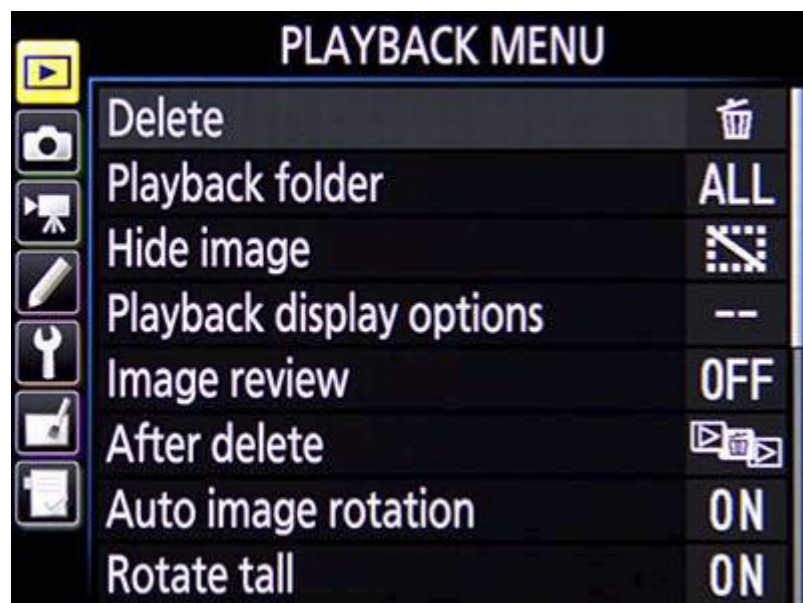 PLAYBACK MENU
Delete
Playback folder ALL
Hide image
Playback display options --
Image review OFF
After delete
Auto image rotation ON
Rotate tall ON